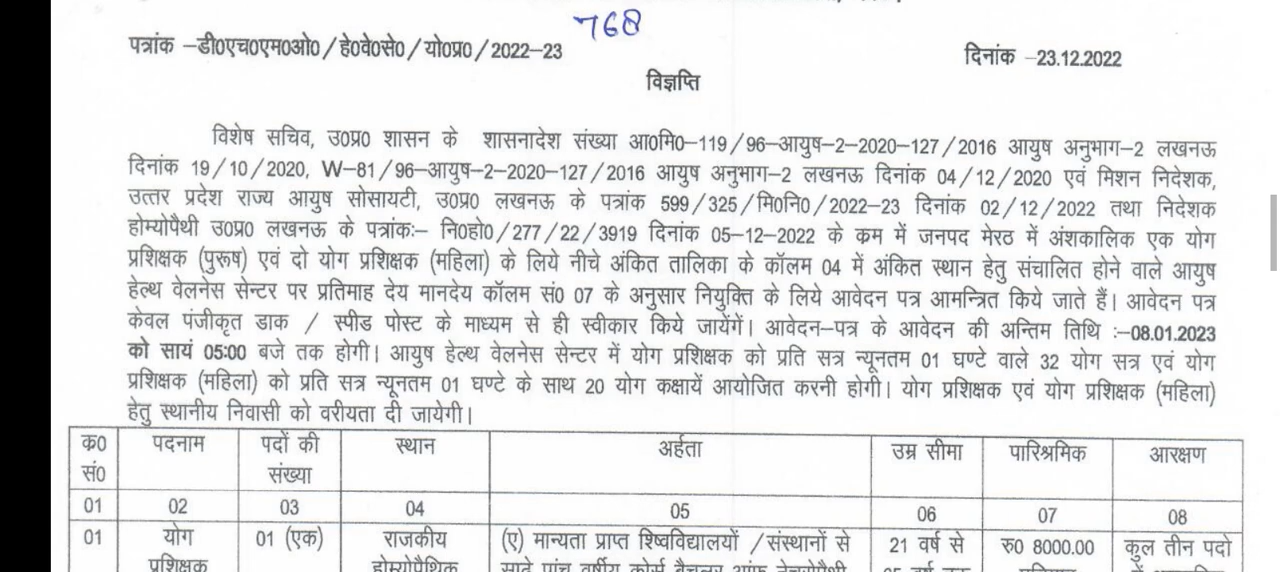 768
पत्रांक –डी0एच0एम0ओ0 / हे0वे0से0 / यो0प्र0 / 2022–23
दिनांक –23.12.2022
विज्ञप्ति
विशेष सचिव, उ0प्र0 शासन के शासनादेश संख्या आ0मि0–119/96–आयुष–2–2020–127/2016 आयुष अनुभाग–2 लखनऊ
दिनांक 19/10/2020, W–81/96–आयुष–2–2020–127/2016 आयुष अनुभाग–2 लखनऊ दिनांक 04/12/2020 एवं मिशन निदेशक,
उत्तर प्रदेश राज्य आयुष सोसायटी, उ0प्र0 लखनऊ के पत्रांक 599/325/मि0नि0/2022–23 दिनांक 02/12/2022 तथा निदेशक
होम्योपैथी उ0प्र0 लखनऊ के पत्रांकः– नि0हो0/277/22/3919 दिनांक 05–12–2022 के क्रम में जनपद मेरठ में अंशकालिक एक योग
प्रशिक्षक (पुरूष) एवं दो योग प्रशिक्षक (महिला) के लिये नीचे अंकित तालिका के कॉलम 04 में अंकित स्थान हेतु संचालित होने वाले आयुष
हेल्थ वेलनेस सेन्टर पर प्रतिमाह देय मानदेय कॉलम सं0 07 के अनुसार नियुक्ति के लिये आवेदन पत्र आमन्त्रित किये जाते हैं। आवेदन पत्र
केवल पंजीकृत डाक / स्पीड पोस्ट के माध्यम से ही स्वीकार किये जायेंगें। आवेदन–पत्र के आवेदन की अन्तिम तिथि :–08.01.2023
को सायं 05:00 बजे तक होगी। आयुष हेल्थ वेलनेस सेन्टर में योग प्रशिक्षक को प्रति सत्र न्यूनतम 01 घण्टे वाले 32 योग सत्र एवं योग
प्रशिक्षक (महिला) को प्रति सत्र न्यूनतम 01 घण्टे के साथ 20 योग कक्षायें आयोजित करनी होगी। योग प्रशिक्षक एवं योग प्रशिक्षक (महिला)
हेतु स्थानीय निवासी को वरीयता दी जायेगी।
क्र0 पदनाम पदों की स्थान अर्हता उम्र सीमा पारिश्रमिक आरक्षण
सं0 संख्या
01 02 03 04 05 06 07 08
01 योग 01 (एक) राजकीय (ए) मान्यता प्राप्त श्विविद्यालयों /संस्थानों से 21 वर्ष से रु0 8000.00 कुल तीन पदो
प्रशिक्षक होम्योपैथिक